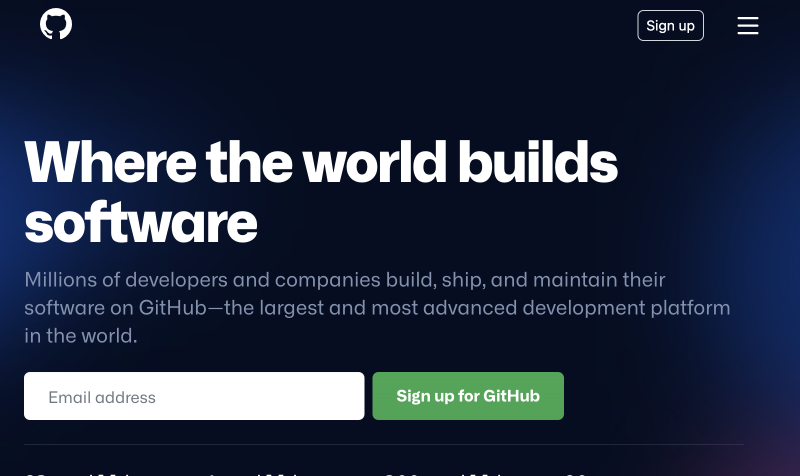 Sign up
Where the world builds
software
Millions of developers and companies build, ship, and maintain their
software on GitHub—the largest and most advanced development platform
in the world.
Email address
Sign up for GitHub